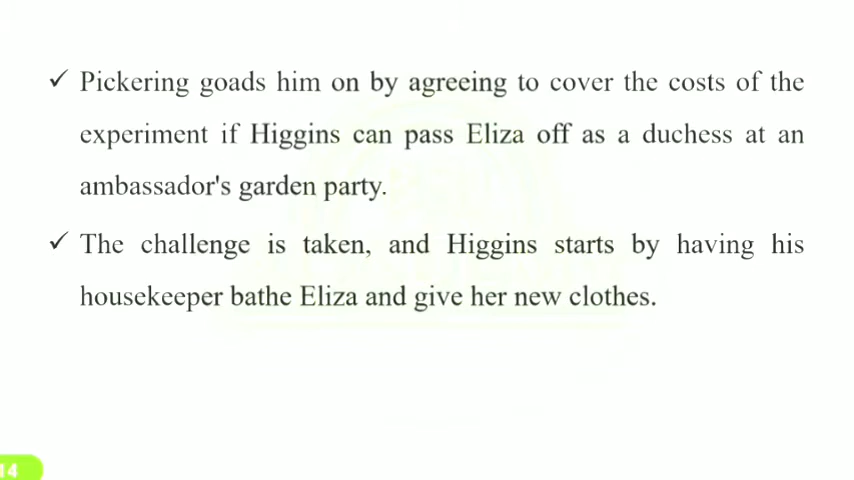 ✓ Pickering goads him on by agreeing to cover the costs of the
experiment if Higgins can pass Eliza off as a duchess at an
ambassador's garden party.
✓ The challenge is taken, and Higgins starts by having his
housekeeper bathe Eliza and give her new clothes.
14